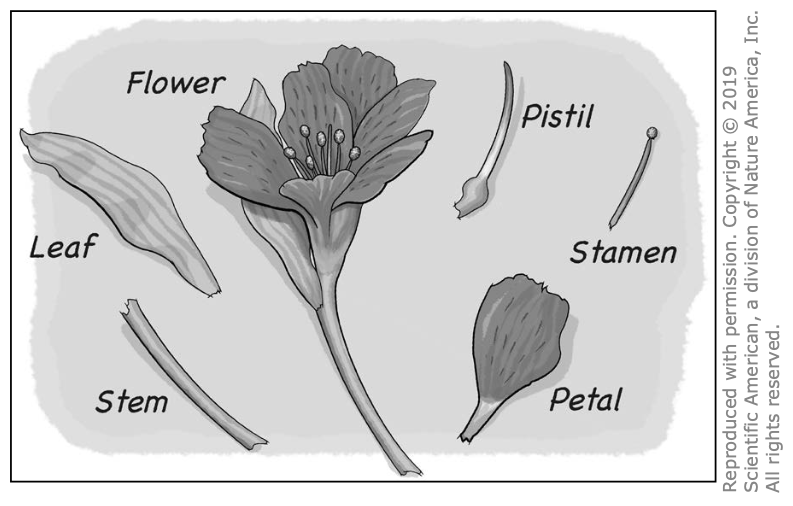 Flower
Pistil
Leaf
Stamen
Stem
Petal
Reproduced with permission. Copyright © 2019
Scientific American, a division of Nature America, Inc.
All rights reserved.